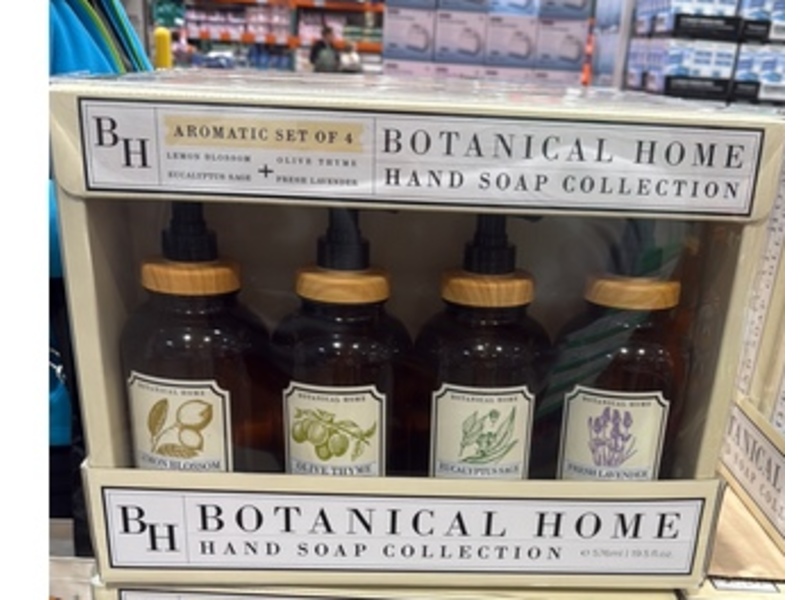 BH
AROMATIC SET OF 4
LEMON BLOSSOM
EUCALYPTUS SAGE
+
OLIVE THYME
FRESH LAVENDER
BOTANICAL HOME
HAND SOAP COLLECTION
BOTANICAL HOME
LEMON BLOSSOM
BOTANICAL HOME
OLIVE THYME
BOTANICAL HOME
EUCALYPTUS SAGE
BOTANICAL HOME
FRESH LAVENDER
BH
BOTANICAL HOME
HAND SOAP COLLECTION
℮ 576ml | 19.5 fl oz.